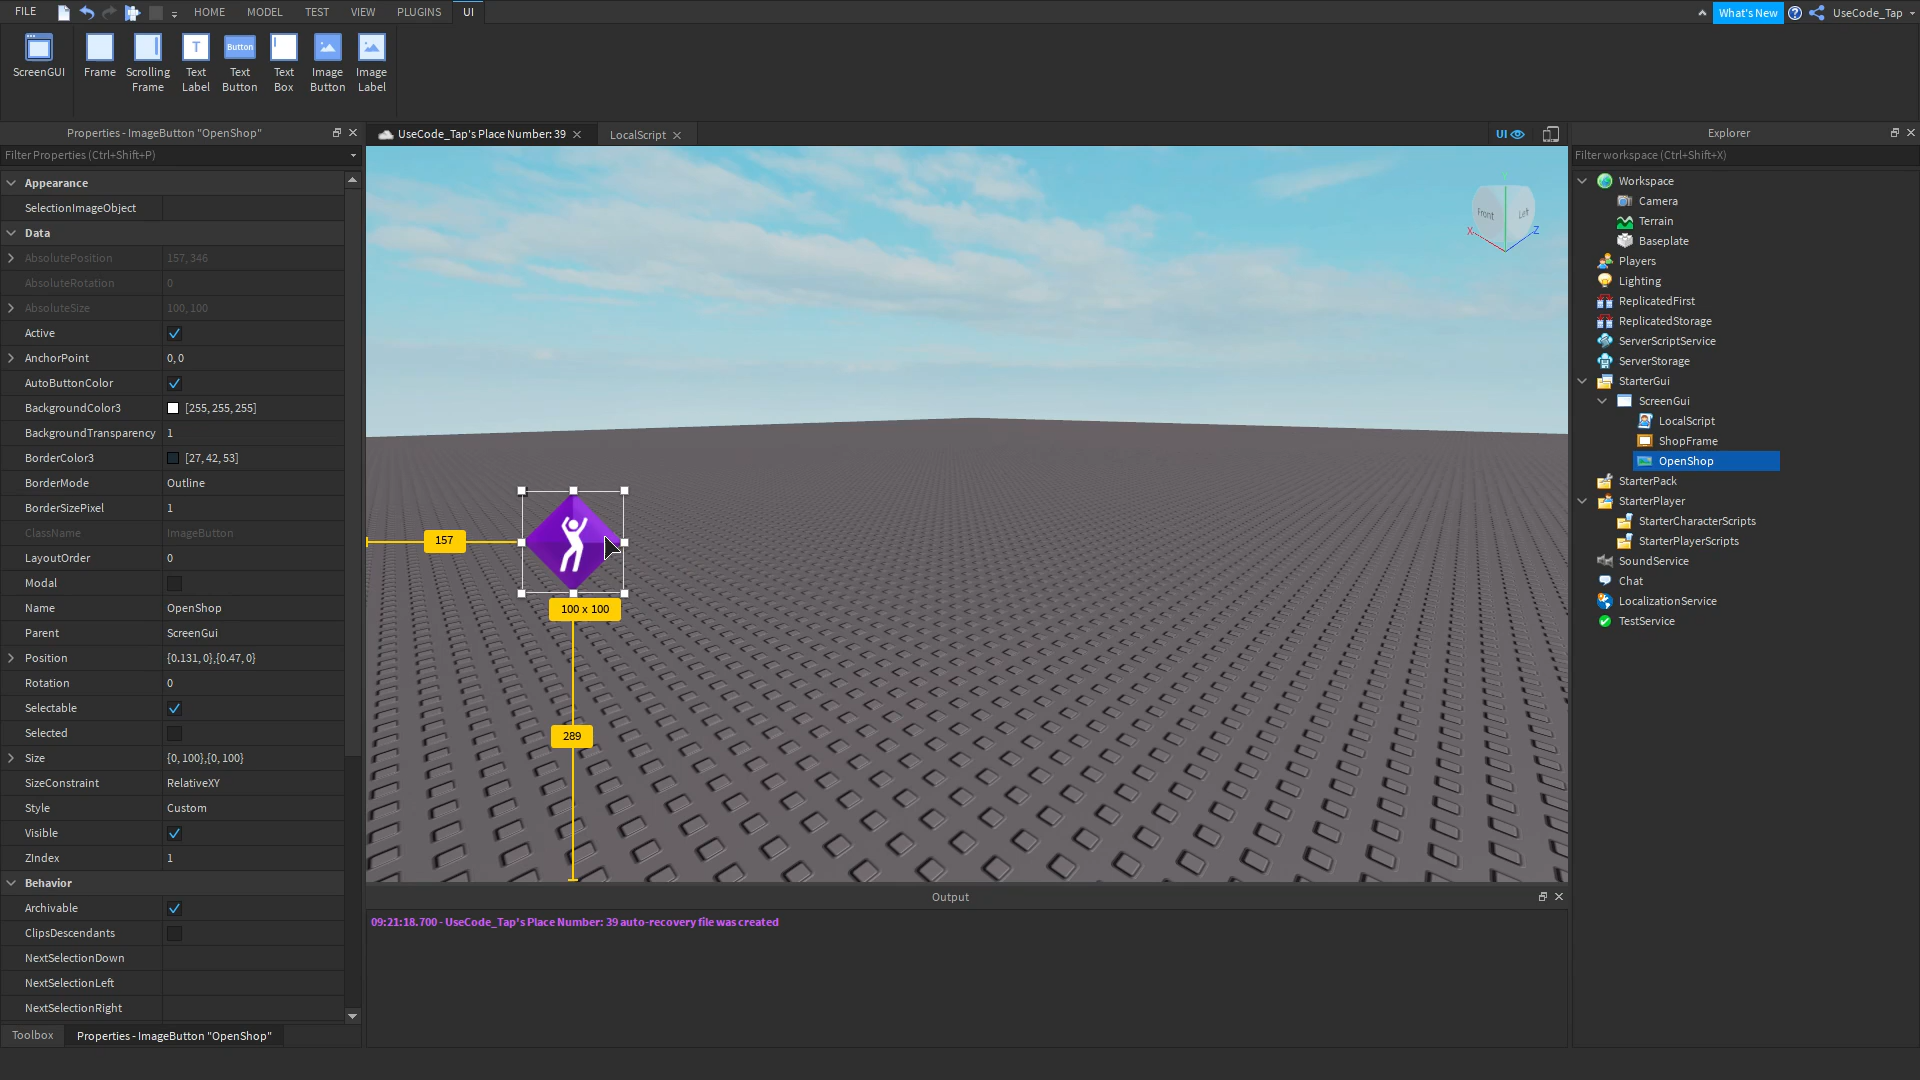 FILE
HOME
MODEL
TEST
VIEW
PLUGINS
UI
What's New
UseCode_Tap
ScreenGUI
Frame
Scrolling
Frame
T
Text
Label
Button
Text
Button
Text
Box
Image
Button
Image
Label
Properties - ImageButton "OpenShop"
Filter Properties (Ctrl+Shift+P)
Appearance
SelectionImageObject
Data
AbsolutePosition 157, 346
AbsoluteRotation 0
AbsoluteSize 100, 100
Active
AnchorPoint 0, 0
AutoButtonColor
BackgroundColor3 [255, 255, 255]
BackgroundTransparency 1
BorderColor3 [27, 42, 53]
BorderMode Outline
BorderSizePixel 1
ClassName ImageButton
LayoutOrder 0
Modal
Name OpenShop
Parent ScreenGui
Position {0.131, 0},{0.47, 0}
Rotation 0
Selectable
Selected
Size {0, 100},{0, 100}
SizeConstraint RelativeXY
Style Custom
Visible
ZIndex 1
Behavior
Archivable
ClipsDescendants
NextSelectionDown
NextSelectionLeft
NextSelectionRight
Toolbox
Properties - ImageButton "OpenShop"
UseCode_Tap's Place Number: 39
LocalScript
UI
Front
Left
X
Y
Z
157
100 x 100
289
Output
09:21:18.700 - UseCode_Tap's Place Number: 39 auto-recovery file was created
Explorer
Filter workspace (Ctrl+Shift+X)
Workspace
Camera
Terrain
Baseplate
Players
Lighting
ReplicatedFirst
ReplicatedStorage
ServerScriptService
ServerStorage
StarterGui
ScreenGui
LocalScript
ShopFrame
OpenShop
StarterPack
StarterPlayer
StarterCharacterScripts
StarterPlayerScripts
SoundService
Chat
LocalizationService
TestService